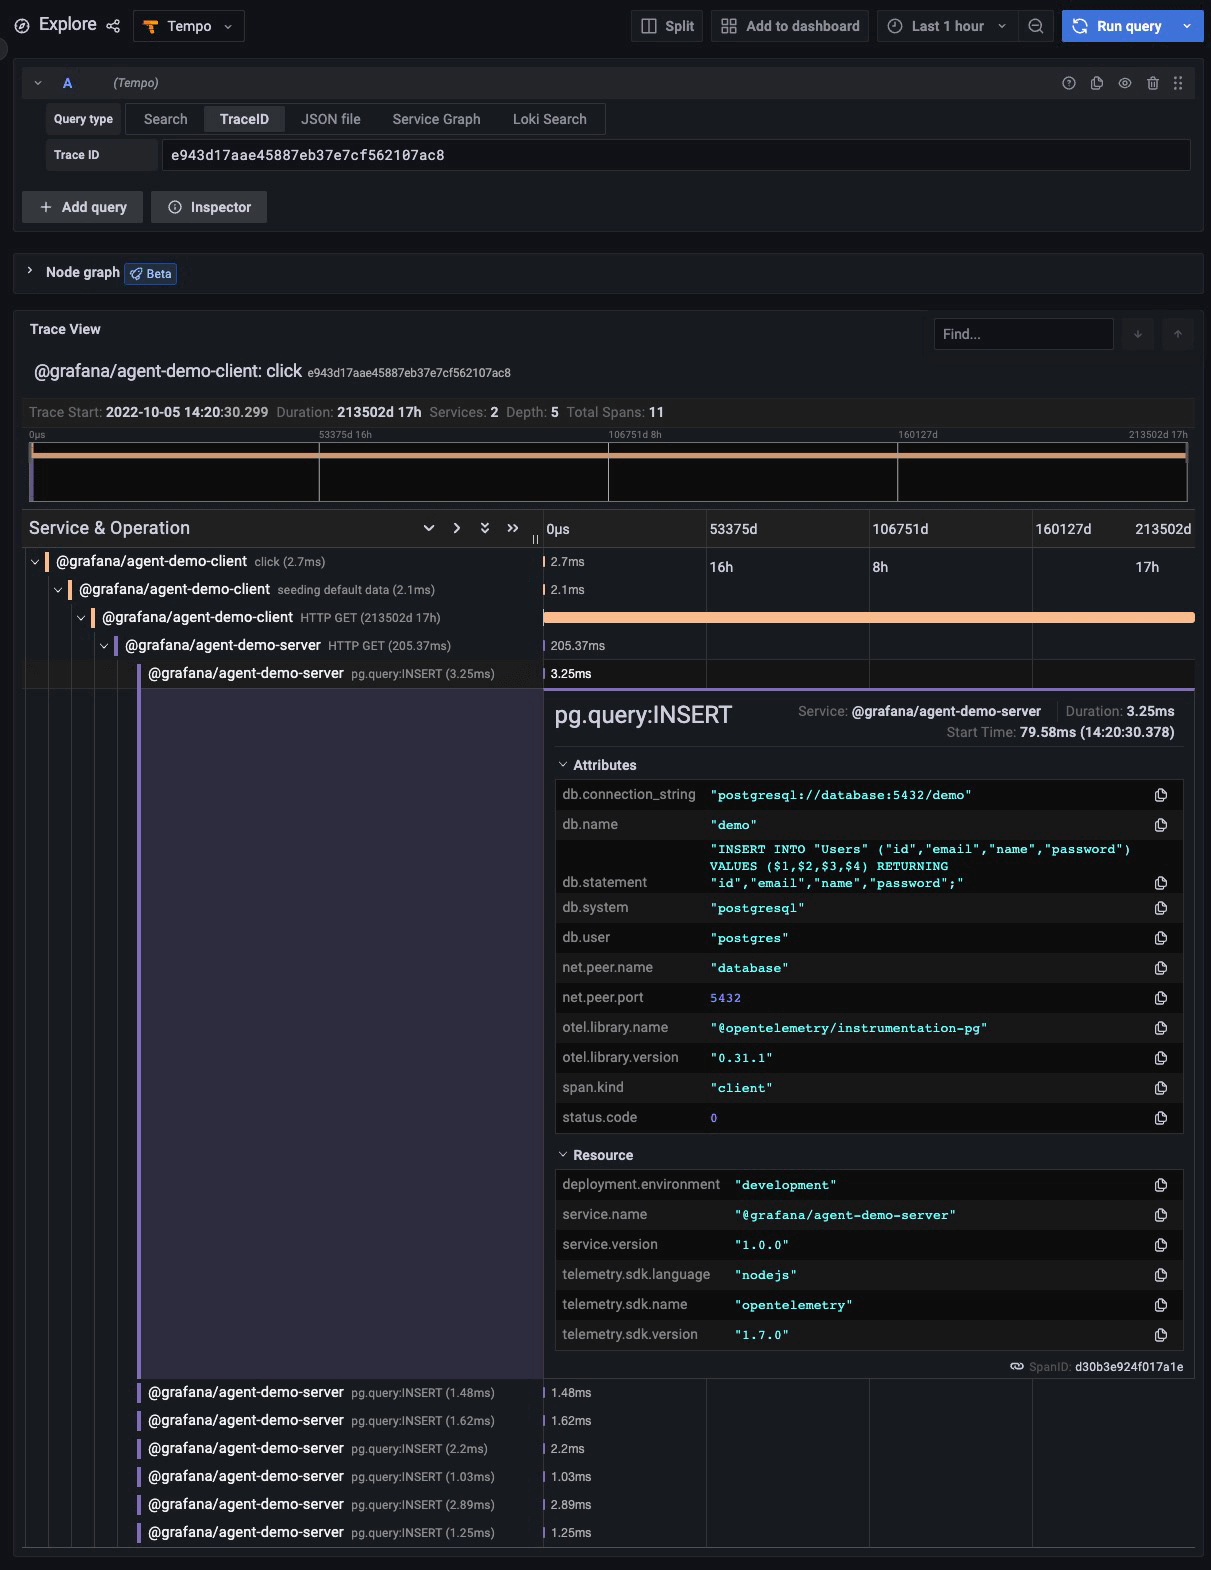 Explore Tempo Split Add to dashboard Last 1 hour Run query
A (Tempo)
Query type Search TraceID JSON file Service Graph Loki Search
Trace ID e943d17aae45887eb37e7cf562107ac8
+ Add query Inspector
Node graph Beta
Trace View Find...
@grafana/agent-demo-client: click e943d17aae45887eb37e7cf562107ac8
Trace Start: 2022-10-05 14:20:30.299 Duration: 213502d 17h Services: 2 Depth: 5 Total Spans: 11
0μs 53375d 16h 106751d 8h 160127d 213502d 17h
Service & Operation 0μs 53375d 106751d 160127d 213502d
16h 8h 17h
@grafana/agent-demo-client click (2.7ms) 2.7ms
@grafana/agent-demo-client seeding default data (2.1ms) 2.1ms
@grafana/agent-demo-client HTTP GET (213502d 17h)
@grafana/agent-demo-server HTTP GET (205.37ms) 205.37ms
@grafana/agent-demo-server pg.query:INSERT (3.25ms) 3.25ms
pg.query:INSERT Service: @grafana/agent-demo-server Duration: 3.25ms
Start Time: 79.58ms (14:20:30.378)
Attributes
db.connection_string "postgresql://database:5432/demo"
db.name "demo"
"INSERT INTO "Users" ("id","email","name","password")
VALUES ($1,$2,$3,$4) RETURNING
db.statement "id","email","name","password";"
db.system "postgresql"
db.user "postgres"
net.peer.name "database"
net.peer.port 5432
otel.library.name "@opentelemetry/instrumentation-pg"
otel.library.version "0.31.1"
span.kind "client"
status.code 0
Resource
deployment.environment "development"
service.name "@grafana/agent-demo-server"
service.version "1.0.0"
telemetry.sdk.language "nodejs"
telemetry.sdk.name "opentelemetry"
telemetry.sdk.version "1.7.0"
SpanID: d30b3e924f017a1e
@grafana/agent-demo-server pg.query:INSERT (1.48ms) 1.48ms
@grafana/agent-demo-server pg.query:INSERT (1.62ms) 1.62ms
@grafana/agent-demo-server pg.query:INSERT (2.2ms) 2.2ms
@grafana/agent-demo-server pg.query:INSERT (1.03ms) 1.03ms
@grafana/agent-demo-server pg.query:INSERT (2.89ms) 2.89ms
@grafana/agent-demo-server pg.query:INSERT (1.25ms) 1.25ms